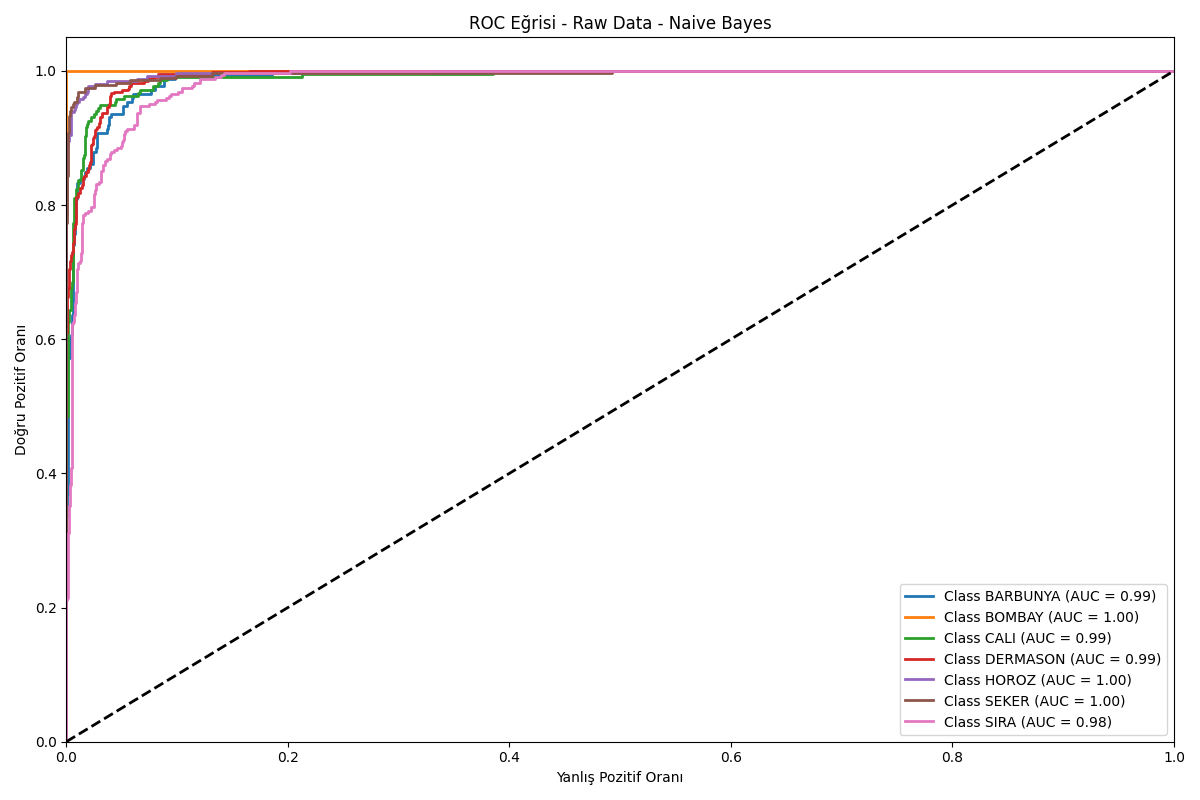 ROC Eğrisi - Raw Data - Naive Bayes
Doğru Pozitif Oranı
1.0
0.8
0.6
0.4
0.2
0.0
0.0 0.2 0.4 0.6 0.8 1.0
Yanlış Pozitif Oranı
Class BARBUNYA (AUC = 0.99)
Class BOMBAY (AUC = 1.00)
Class CALI (AUC = 0.99)
Class DERMASON (AUC = 0.99)
Class HOROZ (AUC = 1.00)
Class SEKER (AUC = 1.00)
Class SIRA (AUC = 0.98)